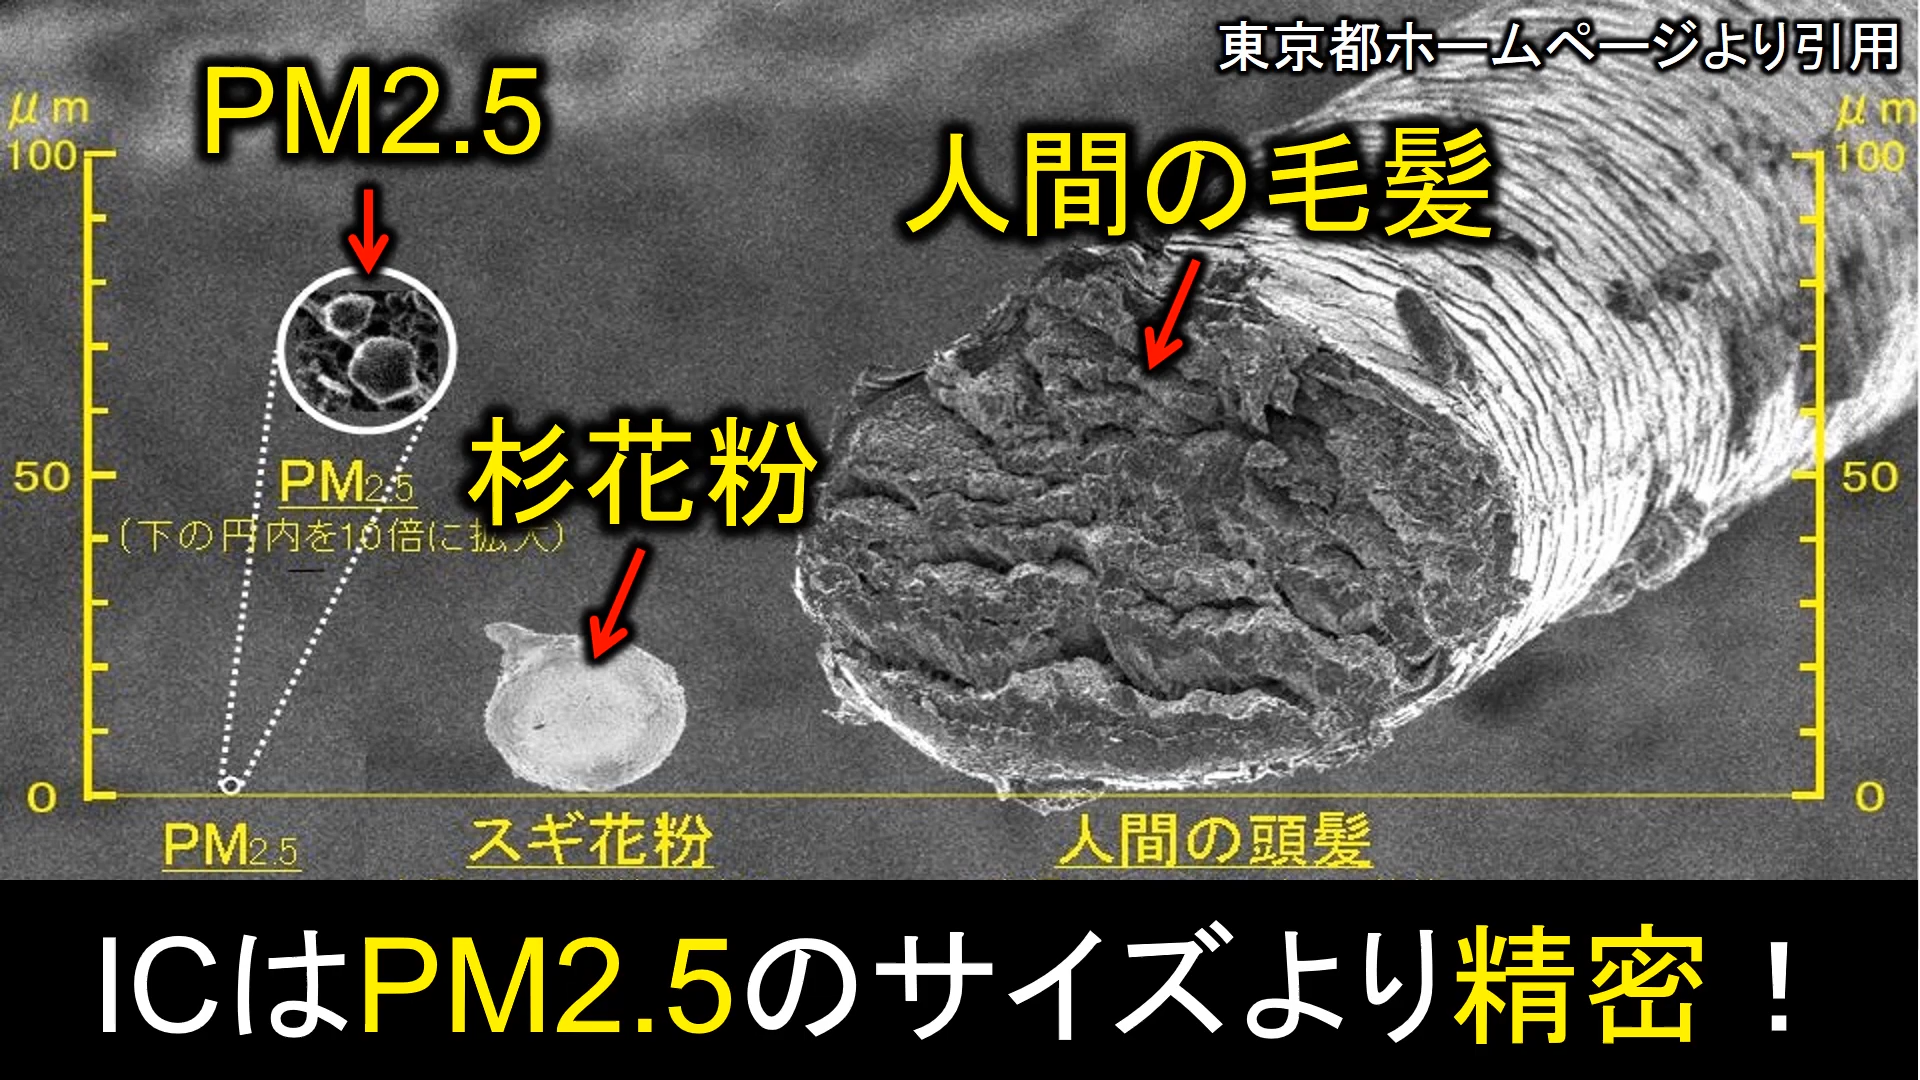 東京都ホームページより引用
PM2.5
μm
100
μm
100
人間の毛髪
杉花粉
50
PM2.5
50
(下の円内を10倍に拡大)
0
0
PM2.5
スギ花粉
人間の頭髪
ICはPM2.5のサイズより精密！